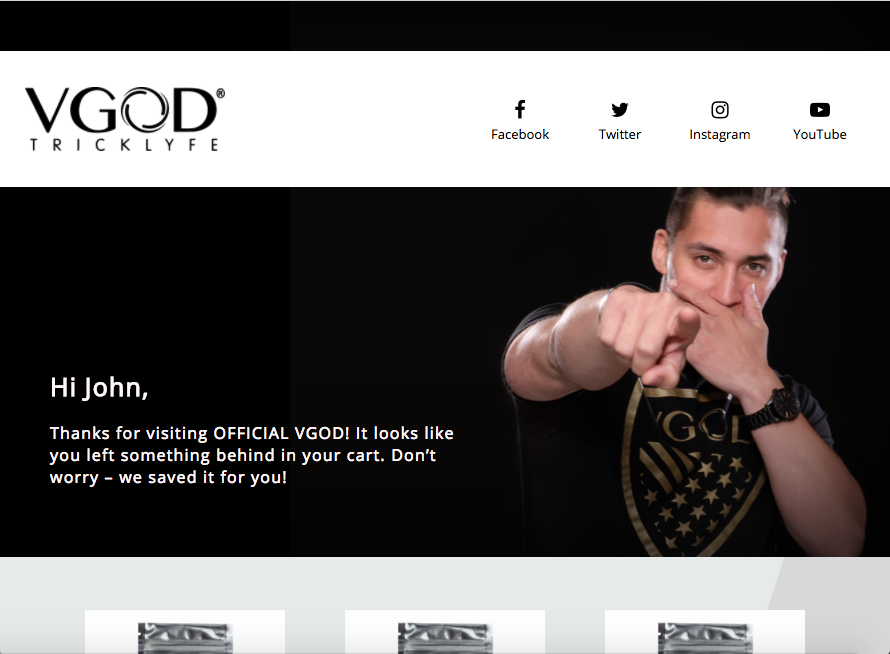 VGOD®
TRICKLYFE
Facebook
Twitter
Instagram
YouTube
Hi John,
Thanks for visiting OFFICIAL VGOD! It looks like
you left something behind in your cart. Don’t
worry – we saved it for you!
VGOD